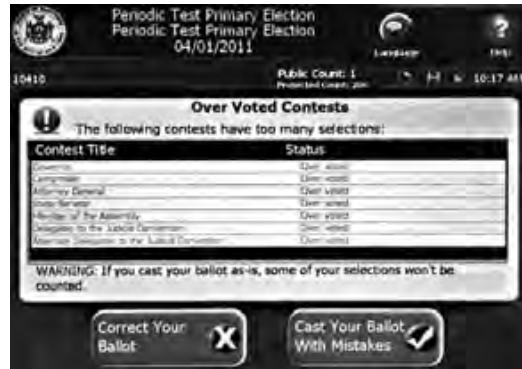 Periodic Test Primary Election
Periodic Test Primary Election
04/01/2011
Language
Help
10410
Public Count: 1
Protected Count:
10:17 AM
Over Voted Contests
The following contests have too many selections:
Contest Title Status
Governor Over voted
Comptroller Over voted
Attorney General Over voted
State Senator Over voted
Member of the Assembly Over voted
Delegates to the Judicial Convention Over voted
Alternate Delegates to the Judicial Convention Over voted
WARNING: If you cast your ballot as-is, some of your selections won't be
counted.
Correct Your
Ballot
Cast Your Ballot
With Mistakes